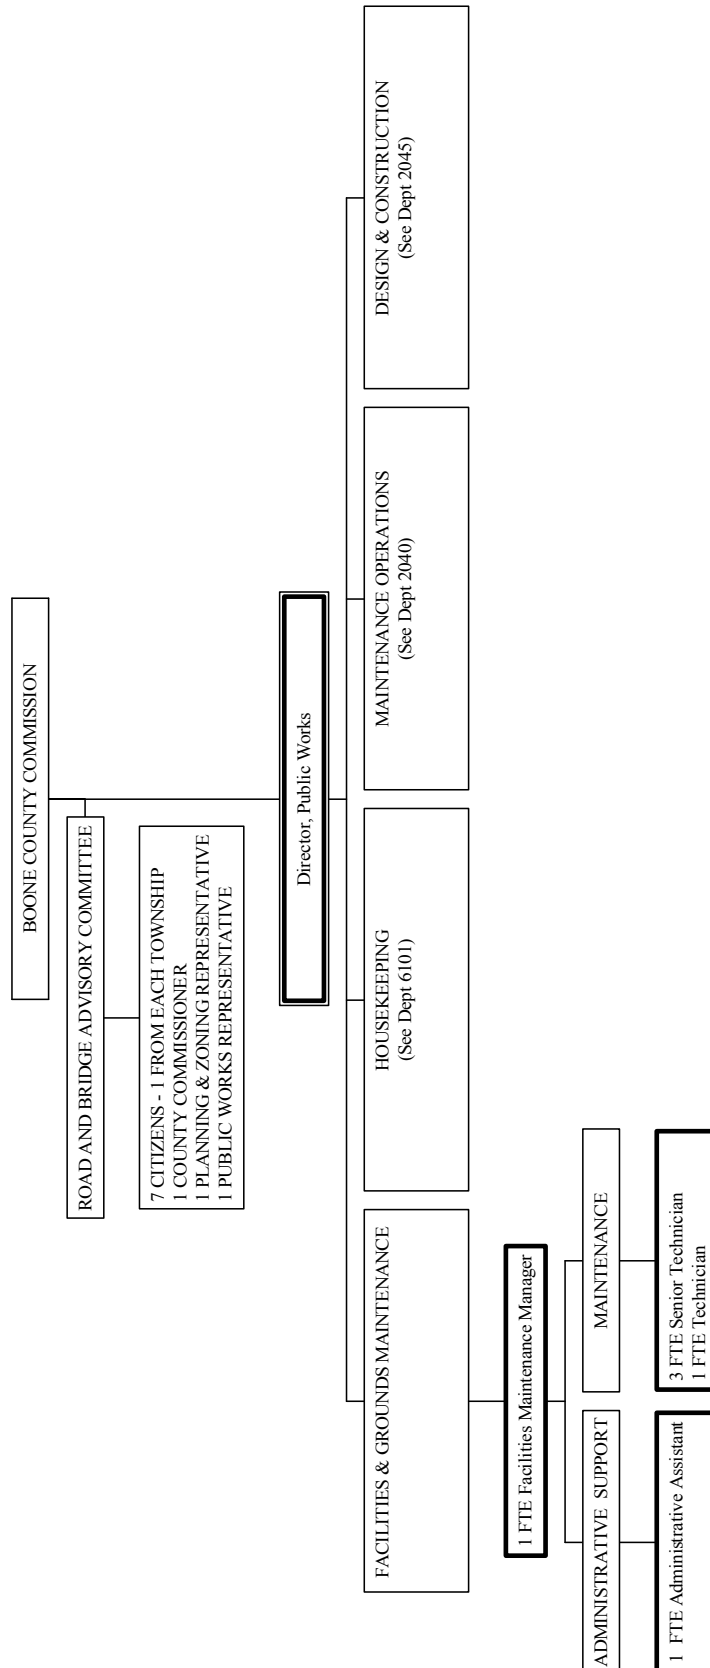 BOONE COUNTY COMMISSION
ROAD AND BRIDGE ADVISORY COMMITTEE
7 CITIZENS - 1 FROM EACH TOWNSHIP
1 COUNTY COMMISSIONER
1 PLANNING & ZONING REPRESENTATIVE
1 PUBLIC WORKS REPRESENTATIVE
Director, Public Works
FACILITIES & GROUNDS MAINTENANCE
HOUSEKEEPING
(See Dept 6101)
MAINTENANCE OPERATIONS
(See Dept 2040)
DESIGN & CONSTRUCTION
(See Dept 2045)
1 FTE Facilities Maintenance Manager
ADMINISTRATIVE SUPPORT
MAINTENANCE
1 FTE Administrative Assistant
3 FTE Senior Technician
1 FTE Technician